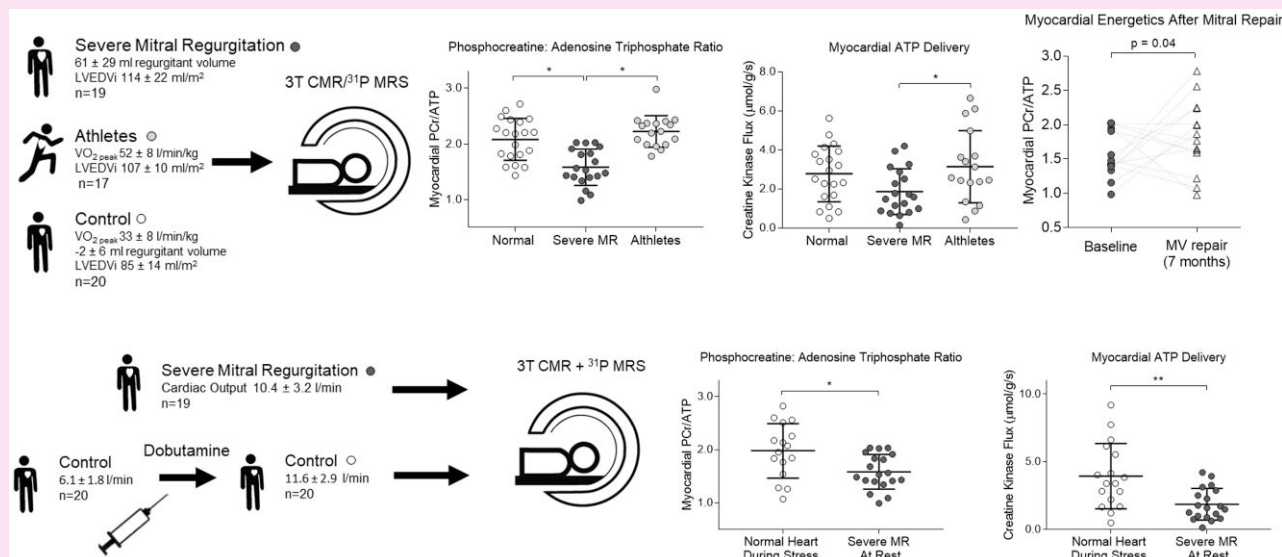 Severe Mitral Regurgitation
61 ± 29 ml regurgitant volume
LVEDVi 114 ± 22 ml/m²
n=19
Athletes
VO₂ peak 52 ± 8 l/min/kg
LVEDVi 107 ± 10 ml/m²
n=17
Control
VO₂ peak 33 ± 8 l/min/kg
-2 ± 6 ml regurgitant volume
LVEDVi 85 ± 14 ml/m²
n=20
3T CMR/³¹P MRS
Phosphocreatine: Adenosine Triphosphate Ratio
*
*
Myocardial PCr/ATP
3.0
2.0
1.0
Normal
Severe MR
Althletes
Myocardial ATP Delivery
*
Creatine Kinase Flux (μmol/g/s)
8.0
6.0
4.0
2.0
0.0
Normal
Severe MR
Althletes
Myocardial Energetics After Mitral Repair
p = 0.04
Myocardial PCr/ATP
3.0
2.5
2.0
1.5
1.0
0.5
Baseline
MV repair
(7 months)
Severe Mitral Regurgitation
Cardiac Output 10.4 ± 3.2 l/min
n=19
Control
6.1 ± 1.8 l/min
n=20
Dobutamine
Control
11.6 ± 2.9 l/min
n=20
3T CMR + ³¹P MRS
Phosphocreatine: Adenosine Triphosphate Ratio
*
Myocardial PCr/ATP
3.0
2.0
1.0
Normal Heart
During Stress
Severe MR
At Rest
Myocardial ATP Delivery
**
Creatine Kinase Flux (μmol/g/s)
10.0
5.0
0.0
Normal Heart
During Stress
Severe MR
At Rest